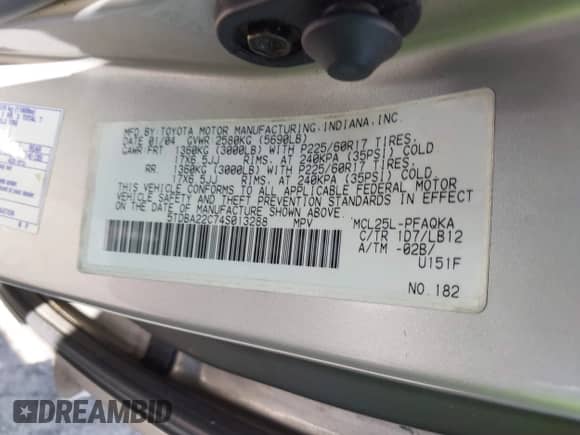 MFD.BY:TOYOTA MOTOR MANUFACTURING,INDIANA,INC.
DATE 01/04 GVWR 2580KG (5690LB)
GAWR FRT 1360KG (3000LB) WITH P225/60R17 TIRES,
17X6.5JJ RIMS, AT 240KPA (35PSI) COLD
RR 1360KG (3000LB) WITH P225/60R17 TIRES,
17X6.5JJ RIMS, AT 240KPA (35PSI) COLD
THIS VEHICLE CONFORMS TO ALL APPLICABLE FEDERAL MOTOR
VEHICLE SAFETY AND THEFT PREVENTION STANDARDS IN EFFECT
ON THE DATE OF MANUFACTURE SHOWN ABOVE.
5TDBA22C74S013288 MPV
MCL25L-PFAQKA
C/TR 1D7/LB12
A/TM -02B/
U151F
NO.182
DREAMBID